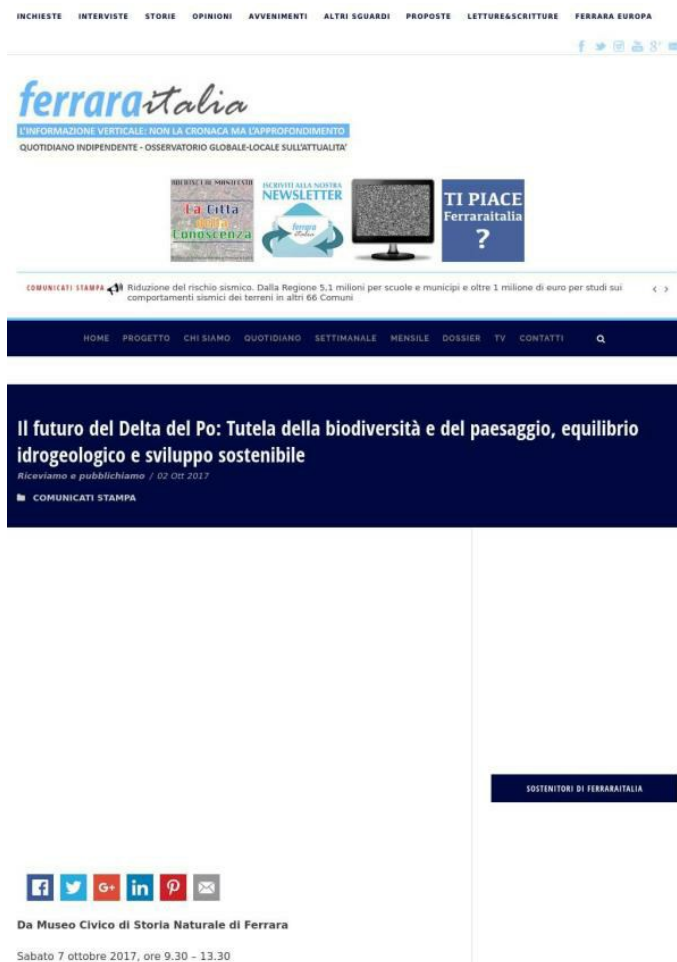 INCHIESTE INTERVISTE STORIE OPINIONI AVVENIMENTI ALTRI SGUARDI PROPOSTE LETTURE&SCRITTURE FERRARA EUROPA
ferraraitalia
L'INFORMAZIONE VERTICALE: NON LA CRONACA MA L'APPROFONDIMENTO
QUOTIDIANO INDIPENDENTE - OSSERVATORIO GLOBALE-LOCALE SULL'ATTUALITA'
La Città
della
Conoscenza
ISCRIVITI ALLA NOSTRA
NEWSLETTER
ferrara
italia
TI PIACE
Ferraraitalia
?
COMUNICATI STAMPA
Riduzione del rischio sismico. Dalla Regione 5,1 milioni per scuole e municipi e oltre 1 milione di euro per studi sui
comportamenti sismici dei terreni in altri 66 Comuni
HOME PROGETTO CHI SIAMO QUOTIDIANO SETTIMANALE MENSILE DOSSIER TV CONTATTI
Il futuro del Delta del Po: Tutela della biodiversità e del paesaggio, equilibrio
idrogeologico e sviluppo sostenibile
Riceviamo e pubblichiamo / 02 Ott 2017
COMUNICATI STAMPA
SOSTENITORI DI FERRARAITALIA
Da Museo Civico di Storia Naturale di Ferrara
Sabato 7 ottobre 2017, ore 9.30 – 13.30